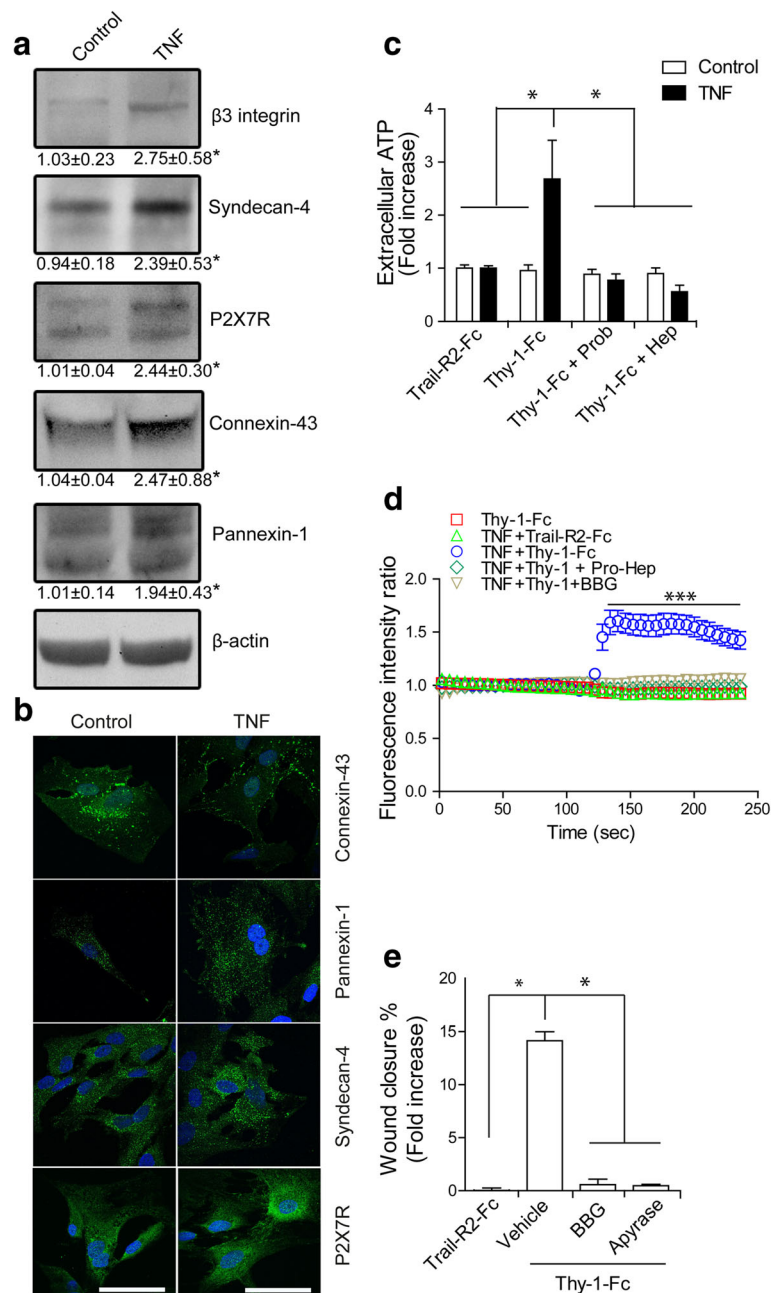 a
Control
TNF
β3 integrin
1.03±0.23 2.75±0.58*
Syndecan-4
0.94±0.18 2.39±0.53*
P2X7R
1.01±0.04 2.44±0.30*
Connexin-43
1.04±0.04 2.47±0.88*
Pannexin-1
1.01±0.14 1.94±0.43*
β-actin
b
Control TNF
Connexin-43
Pannexin-1
Syndecan-4
P2X7R
c
Control
TNF
* *
Extracellular ATP
(Fold increase)
4
3
2
1
0
Trail-R2-Fc
Thy-1-Fc
Thy-1-Fc + Prob
Thy-1-Fc + Hep
d
Thy-1-Fc
TNF+Trail-R2-Fc
TNF+Thy-1-Fc
TNF+Thy-1 + Pro-Hep
TNF+Thy-1+BBG
***
Fluorescence intensity ratio
2.0
1.5
1.0
0.5
0.0
0 50 100 150 200 250
Time (sec)
e
* *
Wound closure %
(Fold increase)
20
15
10
5
0
Trail-R2-Fc
Vehicle
BBG
Apyrase
Thy-1-Fc